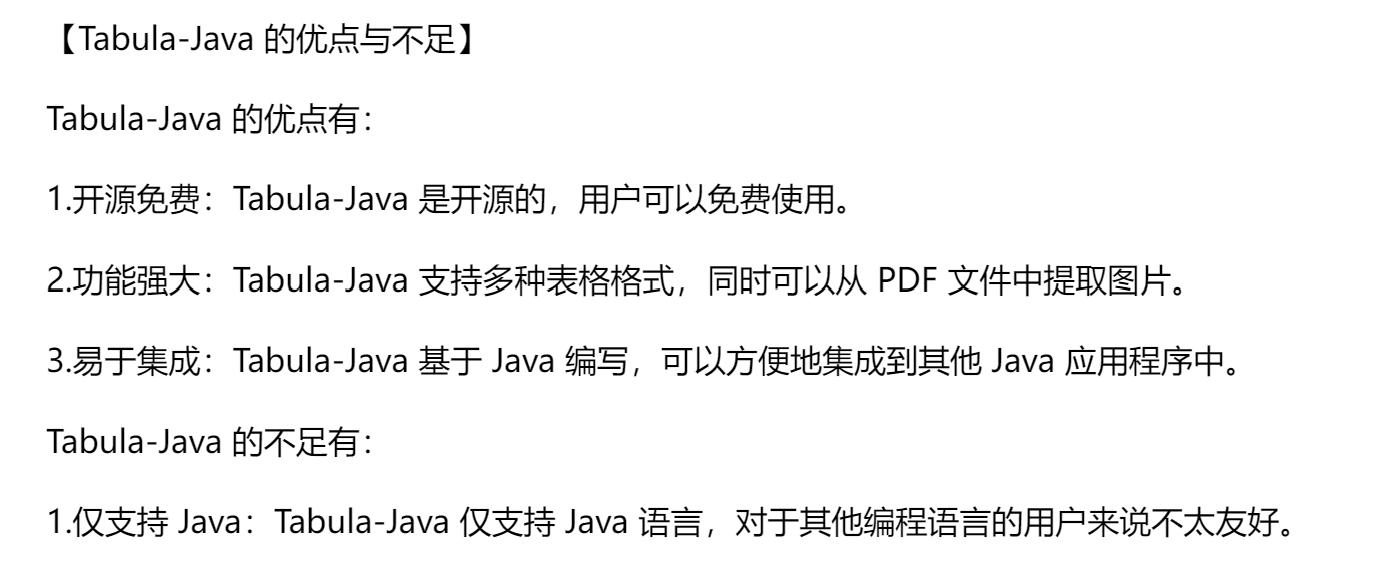 【Tabula-Java 的优点与不足】
Tabula-Java 的优点有：
1.开源免费：Tabula-Java 是开源的，用户可以免费使用。
2.功能强大：Tabula-Java 支持多种表格格式，同时可以从 PDF 文件中提取图片。
3.易于集成：Tabula-Java 基于 Java 编写，可以方便地集成到其他 Java 应用程序中。
Tabula-Java 的不足有：
1.仅支持 Java：Tabula-Java 仅支持 Java 语言，对于其他编程语言的用户来说不太友好。